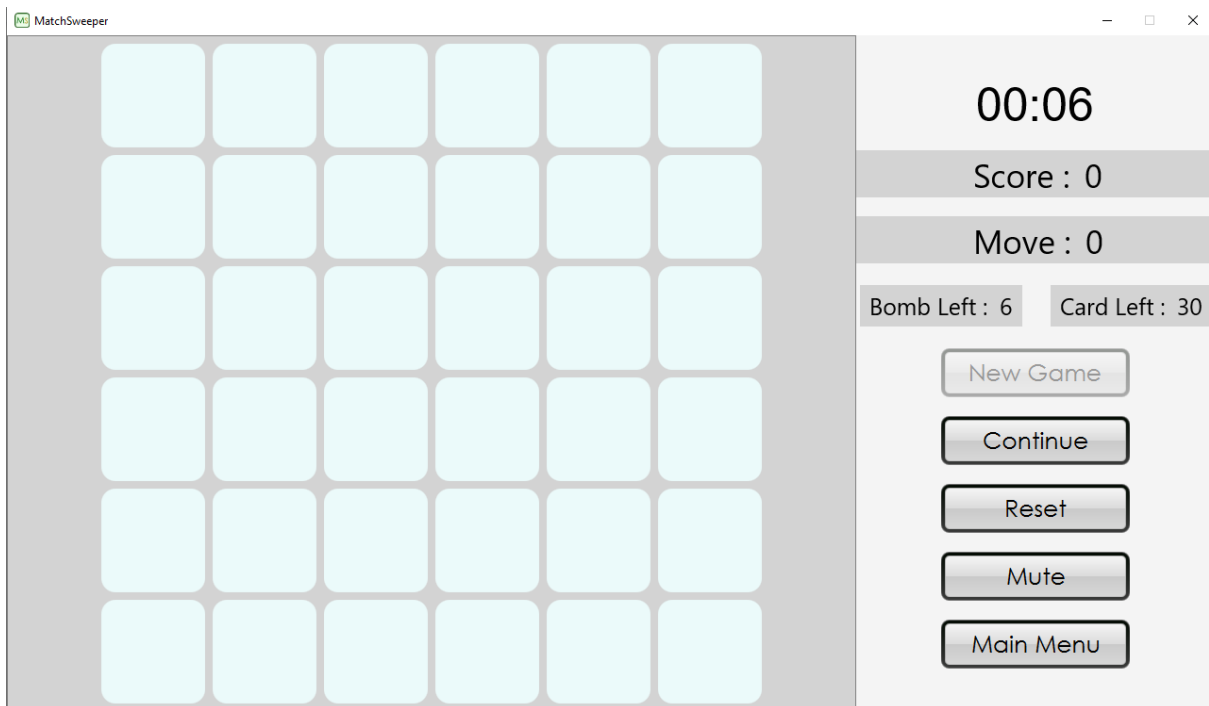 MatchSweeper
00:06
Score : 0
Move : 0
Bomb Left : 6 Card Left : 30
New Game
Continue
Reset
Mute
Main Menu